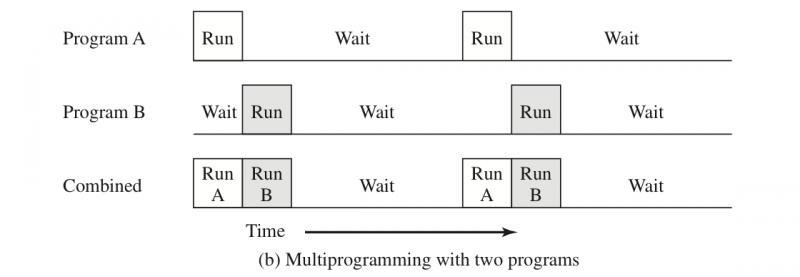 Program A Run Wait Run Wait
Program B Wait Run Wait Run Wait
Combined Run A Run B Wait Run A Run B Wait
Time
(b) Multiprogramming with two programs